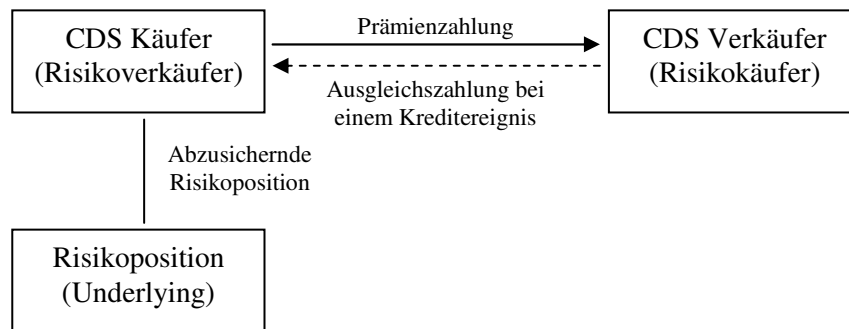 CDS Käufer
(Risikoverkäufer)
Prämienzahlung
CDS Verkäufer
(Risikokäufer)
Ausgleichszahlung bei
einem Kreditereignis
Abzusichernde
Risikoposition
Risikoposition
(Underlying)